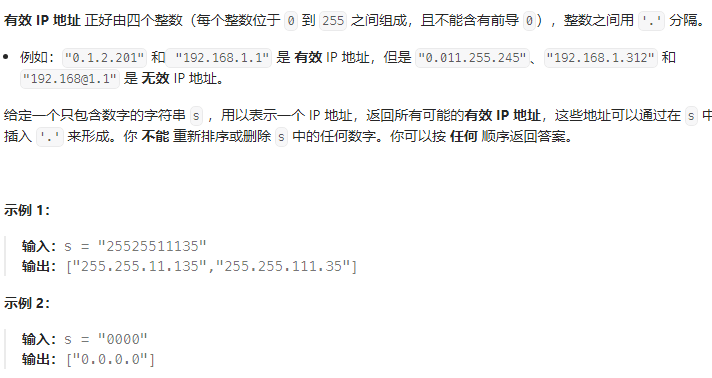 有效 IP 地址 正好由四个整数（每个整数位于 0 到 255 之间组成，且不能含有前导 0），整数之间用 '.' 分隔。
例如："0.1.2.201" 和 "192.168.1.1" 是 有效 IP 地址，但是 "0.011.255.245"、"192.168.1.312" 和
"192.168@1.1" 是 无效 IP 地址。
给定一个只包含数字的字符串 s ，用以表示一个 IP 地址，返回所有可能的有效 IP 地址，这些地址可以通过在 s 中
插入 '.' 来形成。你 不能 重新排序或删除 s 中的任何数字。你可以按 任何 顺序返回答案。
示例 1：
输入：s = "25525511135"
输出：["255.255.11.135","255.255.111.35"]
示例 2：
输入：s = "0000"
输出：["0.0.0.0"]